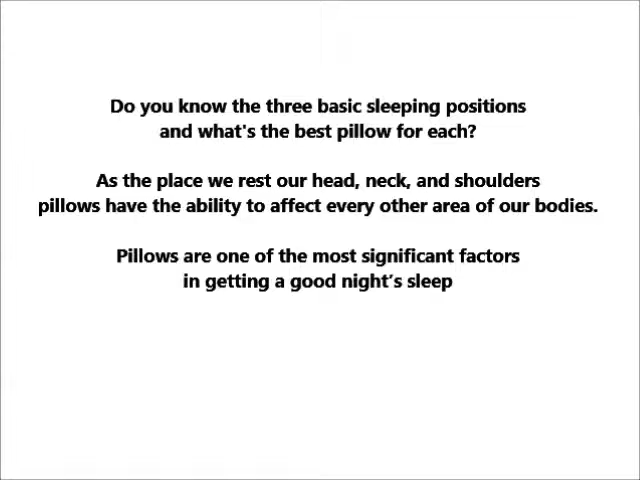 Do you know the three basic sleeping positions
and what's the best pillow for each?
As the place we rest our head, neck, and shoulders
pillows have the ability to affect every other area of our bodies.
Pillows are one of the most significant factors
in getting a good night’s sleep